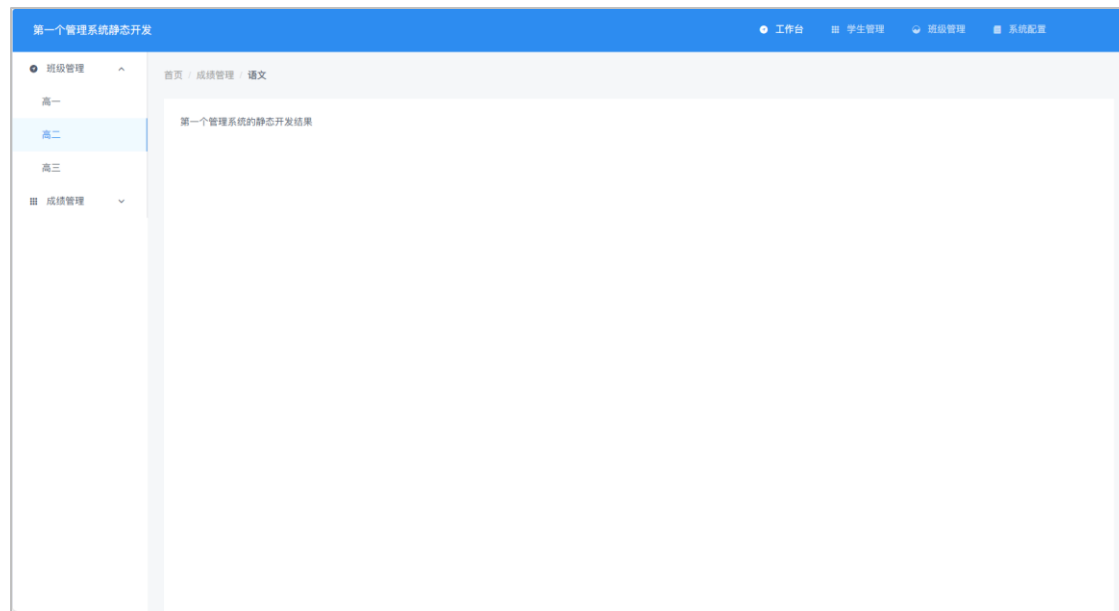 第一个管理系统静态开发 工作台 学生管理 班级管理 系统配置
班级管理
高一
高二
高三
成绩管理
首页 / 成绩管理 / 语文
第一个管理系统的静态开发结果